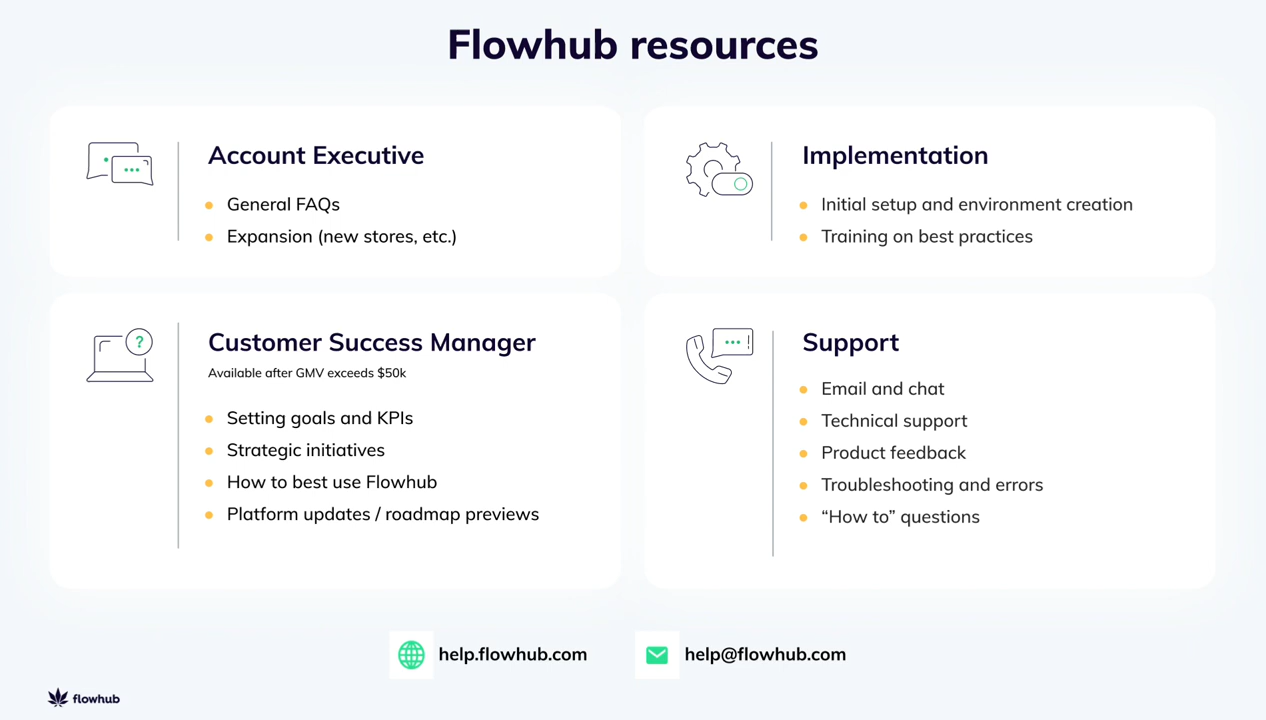 Flowhub resources
Account Executive
General FAQs
Expansion (new stores, etc.)
Implementation
Initial setup and environment creation
Training on best practices
?
Customer Success Manager
Available after GMV exceeds $50k
Setting goals and KPIs
Strategic initiatives
How to best use Flowhub
Platform updates / roadmap previews
Support
Email and chat
Technical support
Product feedback
Troubleshooting and errors
“How to” questions
help.flowhub.com
help@flowhub.com
flowhub